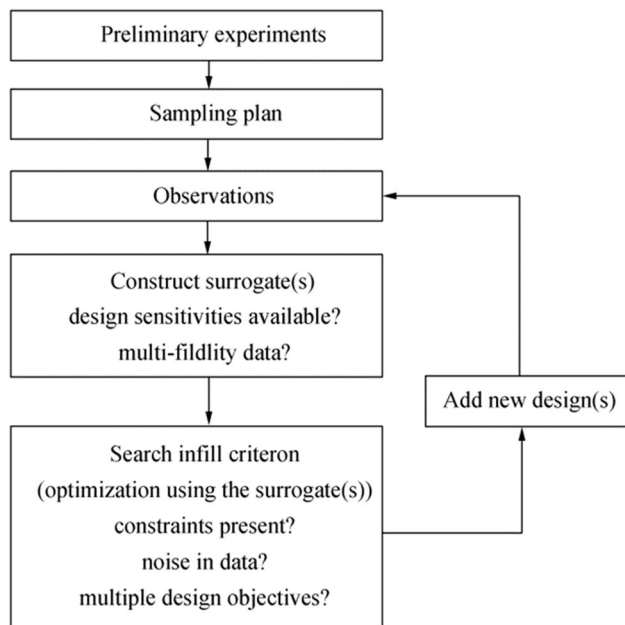 Preliminary experiments
Sampling plan
Observations
Construct surrogate(s)
design sensitivities available?
multi-fildlity data?
Add new design(s)
Search infill criteron
(optimization using the surrogate(s))
constraints present?
noise in data?
multiple design objectives?